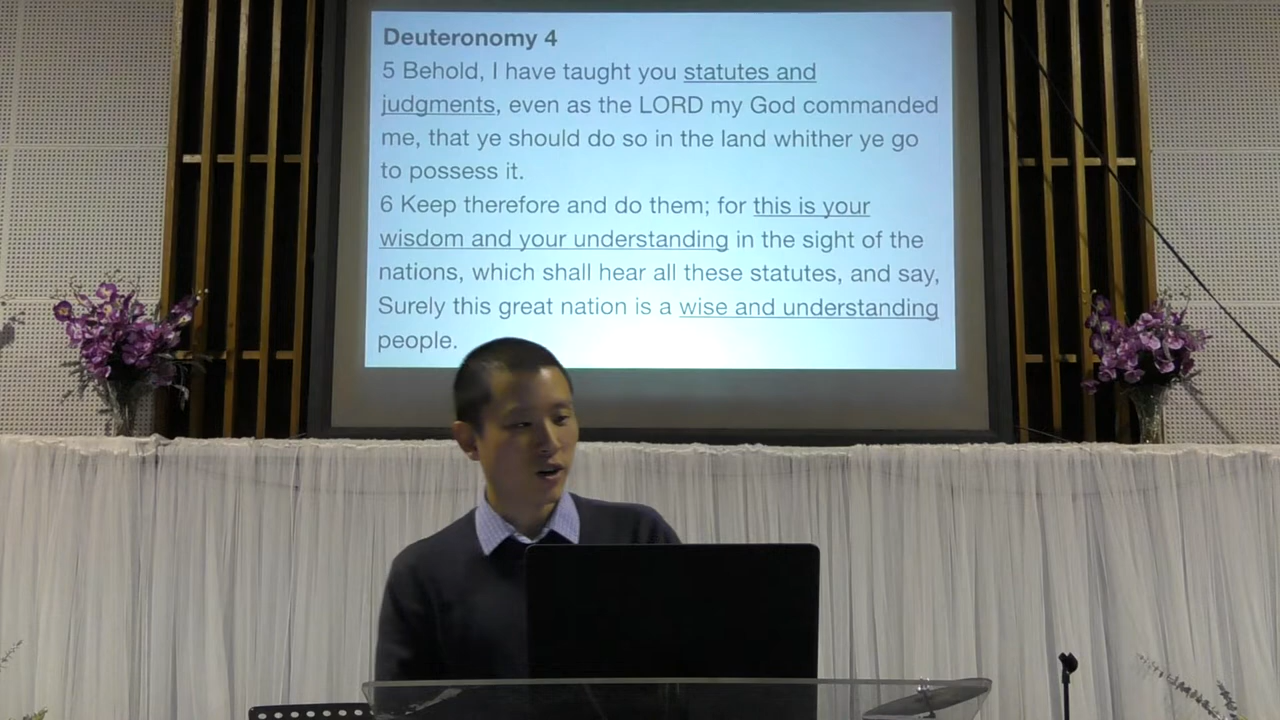 Deuteronomy 4
5 Behold, I have taught you statutes and
judgments, even as the LORD my God commanded
me, that ye should do so in the land whither ye go
to possess it.
6 Keep therefore and do them; for this is your
wisdom and your understanding in the sight of the
nations, which shall hear all these statutes, and say,
Surely this great nation is a wise and understanding
people.